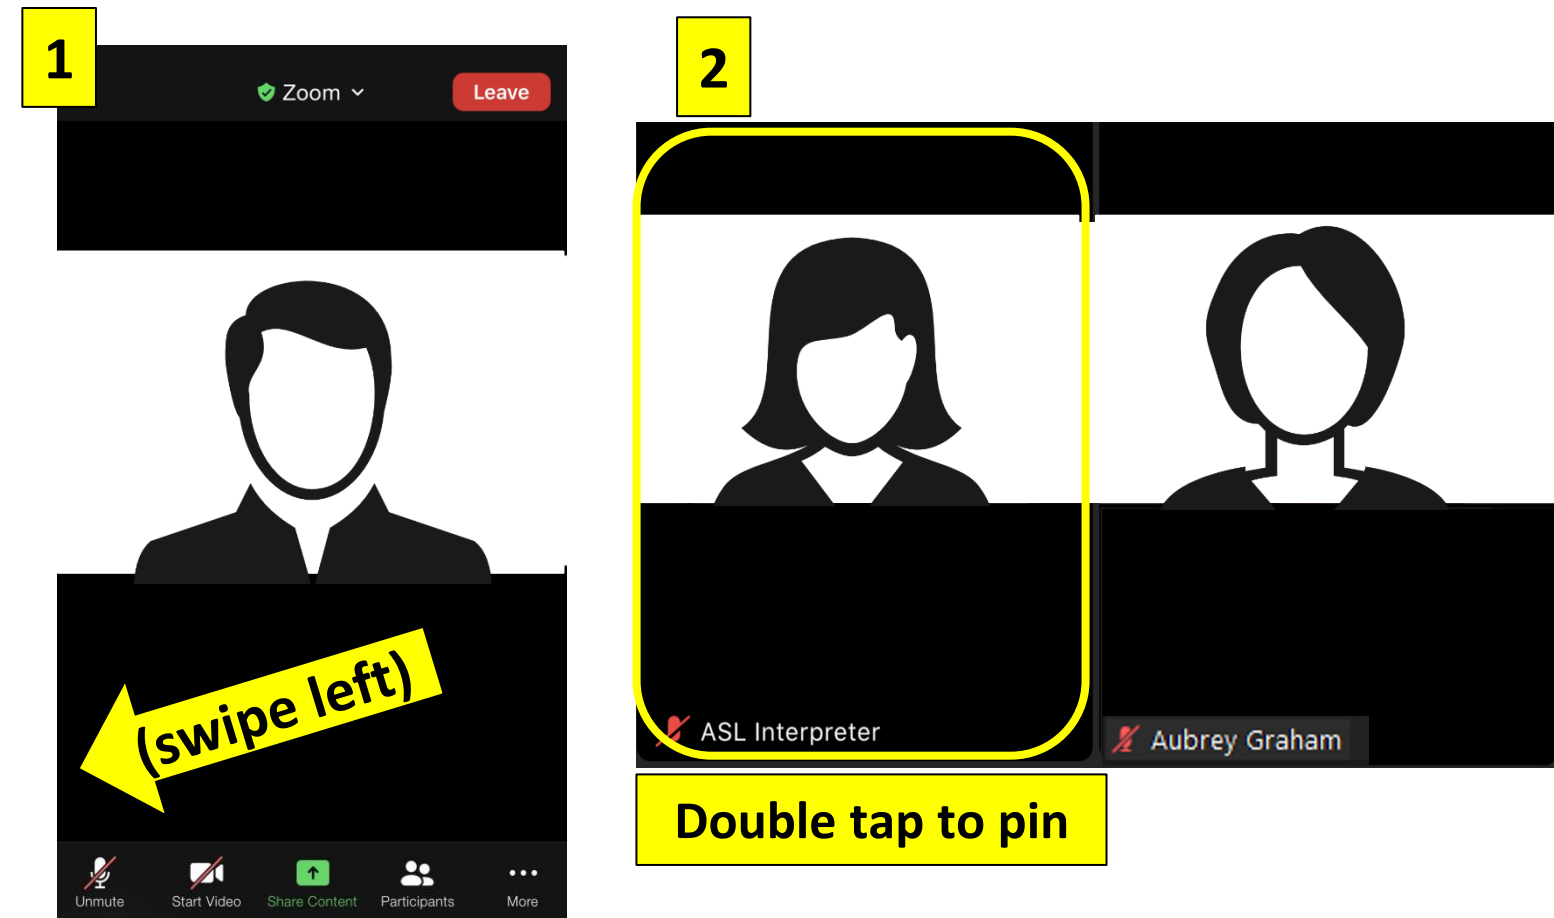 1
Zoom
Leave
(swipe left)
Unmute
Start Video
Share Content
Participants
More
2
ASL Interpreter
Aubrey Graham
Double tap to pin